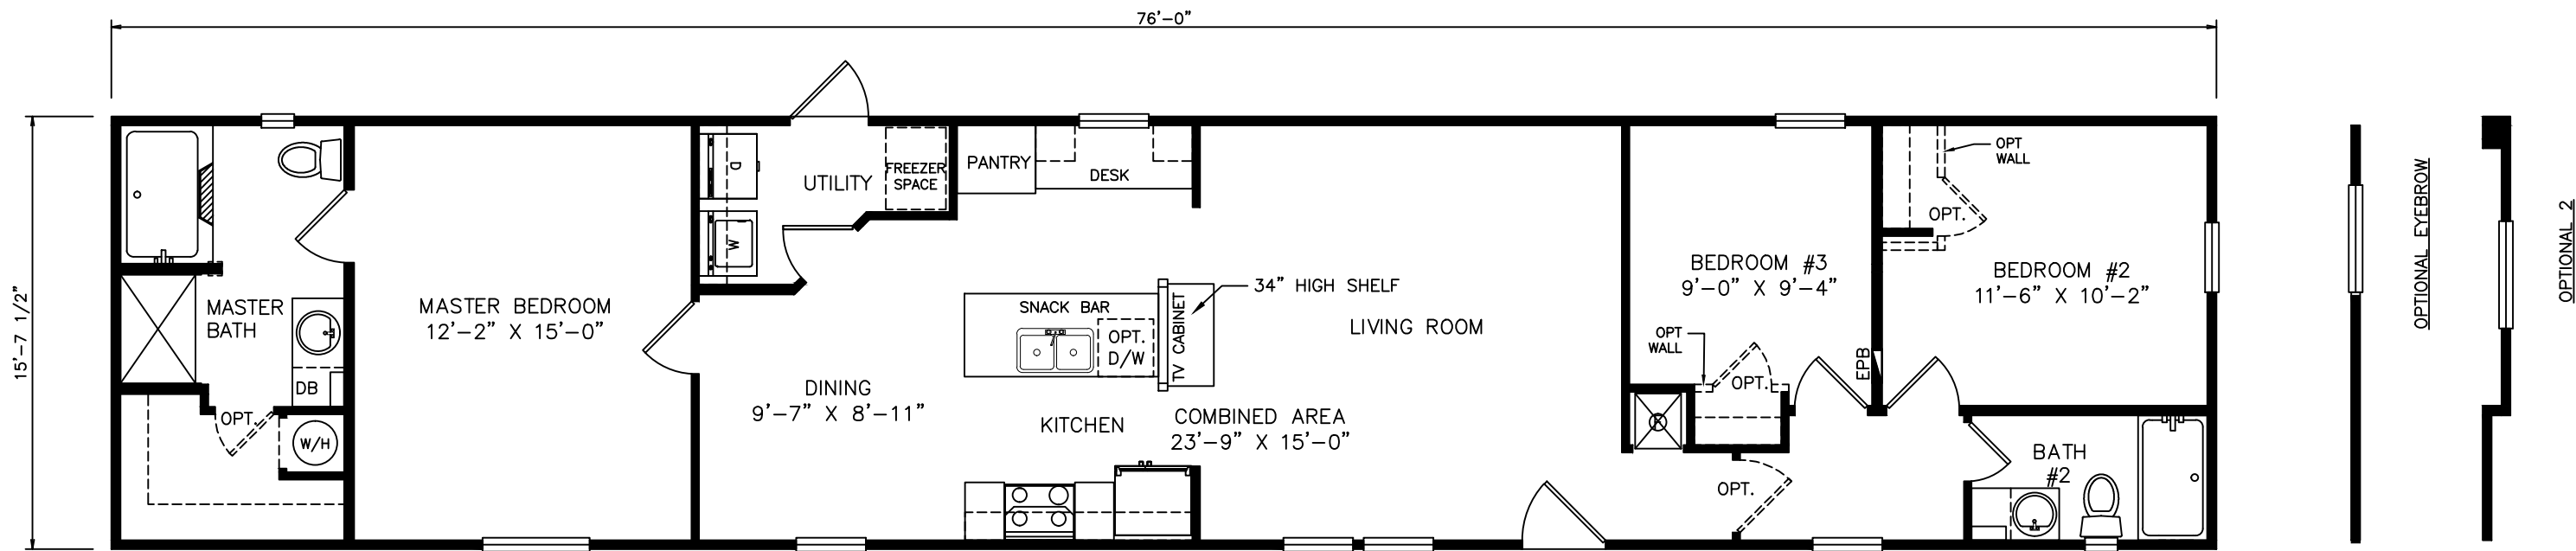 76'-0"
15'-7 1/2"
MASTER
BATH
DB
OPT.
W/H
MASTER BEDROOM
12'-2" X 15'-0"
D
W
UTILITY
FREEZER
SPACE
PANTRY
DESK
DINING
9'-7" X 8'-11"
SNACK BAR
OPT.
D/W
TV CABINET
34" HIGH SHELF
KITCHEN
COMBINED AREA
23'-9" X 15'-0"
LIVING ROOM
BEDROOM #3
9'-0" X 9'-4"
OPT
WALL
OPT.
EPB
OPT.
OPT
WALL
OPT.
BEDROOM #2
11'-6" X 10'-2"
BATH
#2
OPTIONAL EYEBROW
OPTIONAL 2